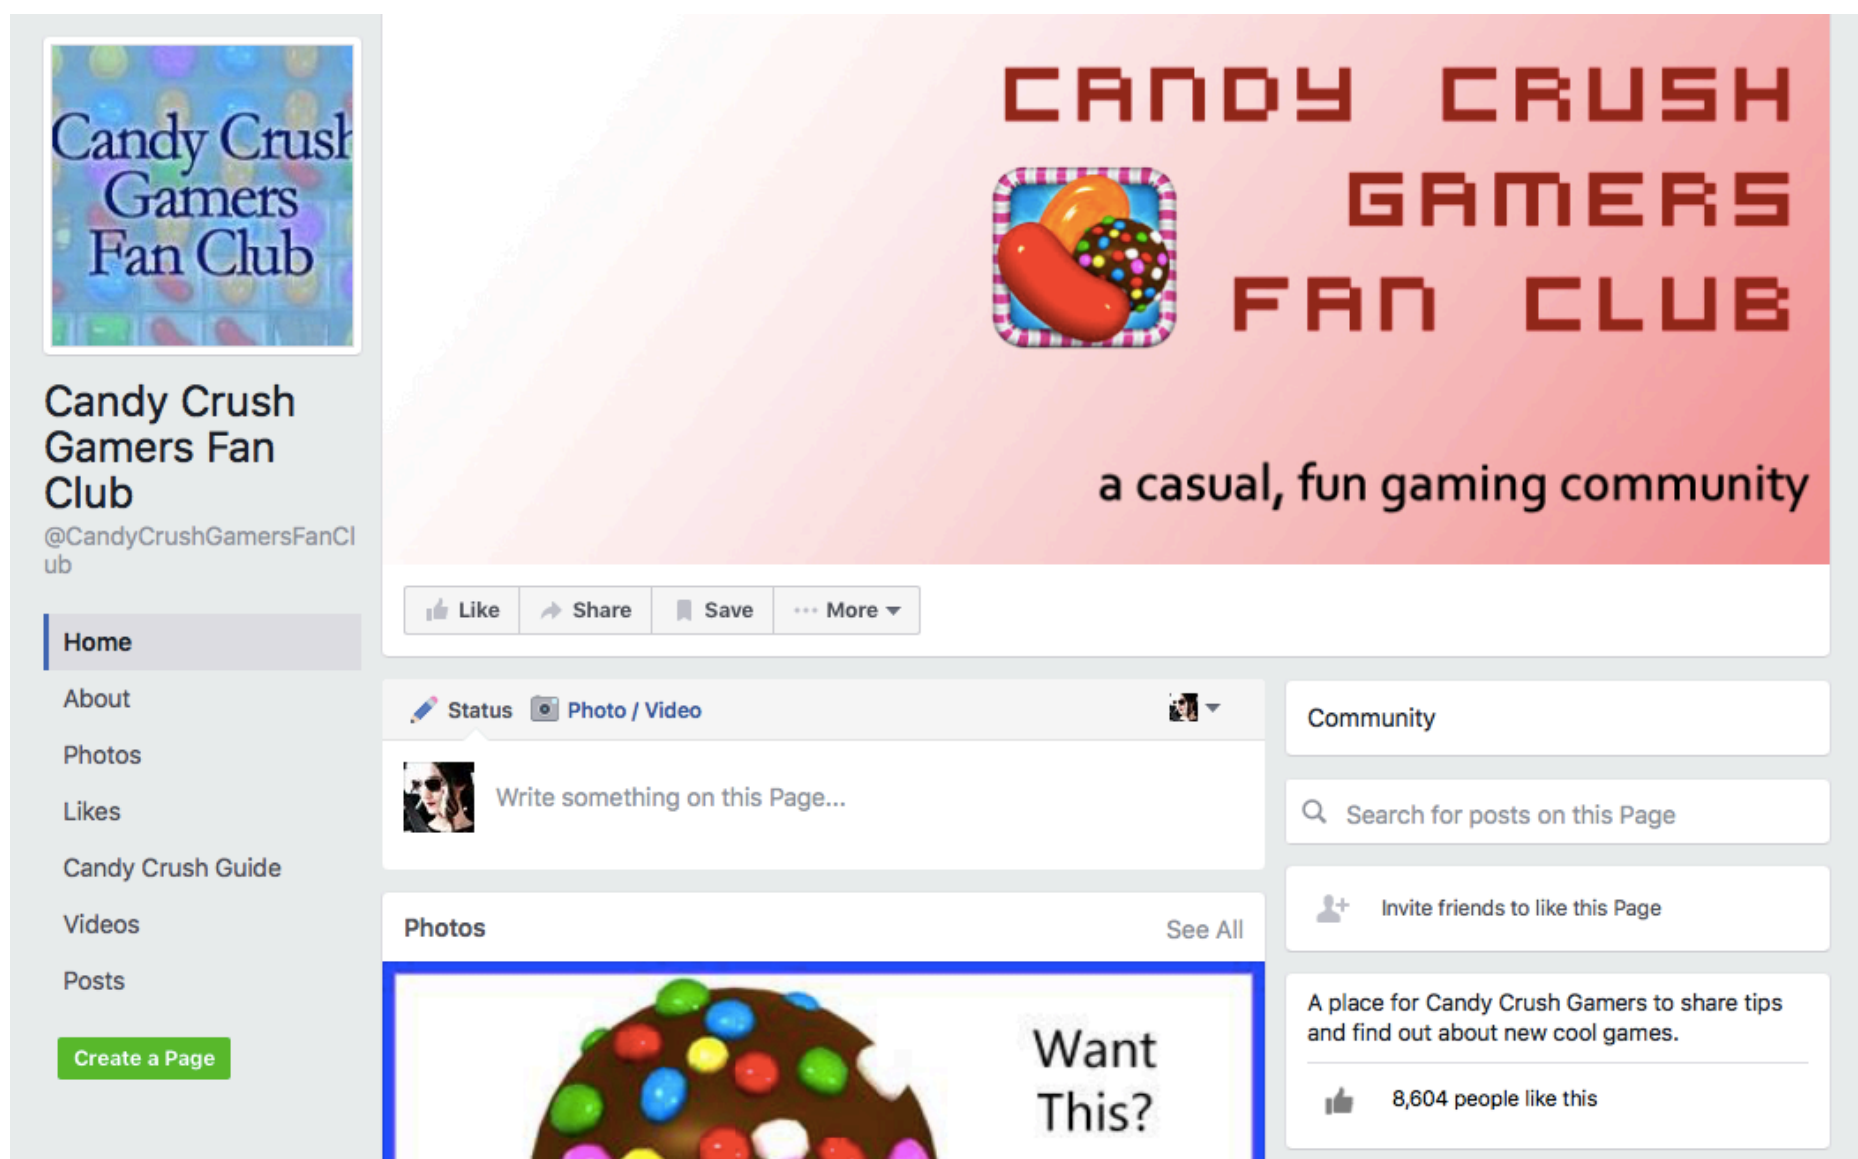 Candy Crush
Gamers
Fan Club
Candy Crush
Gamers Fan
Club
@CandyCrushGamersFanCl
ub
Home
About
Photos
Likes
Candy Crush Guide
Videos
Posts
Create a Page
CANDY CRUSH
GAMERS
FAN CLUB
a casual, fun gaming community
Like Share Save More
Status Photo / Video
Write something on this Page...
Photos See All
Want
This?
Community
Search for posts on this Page
Invite friends to like this Page
A place for Candy Crush Gamers to share tips
and find out about new cool games.
8,604 people like this